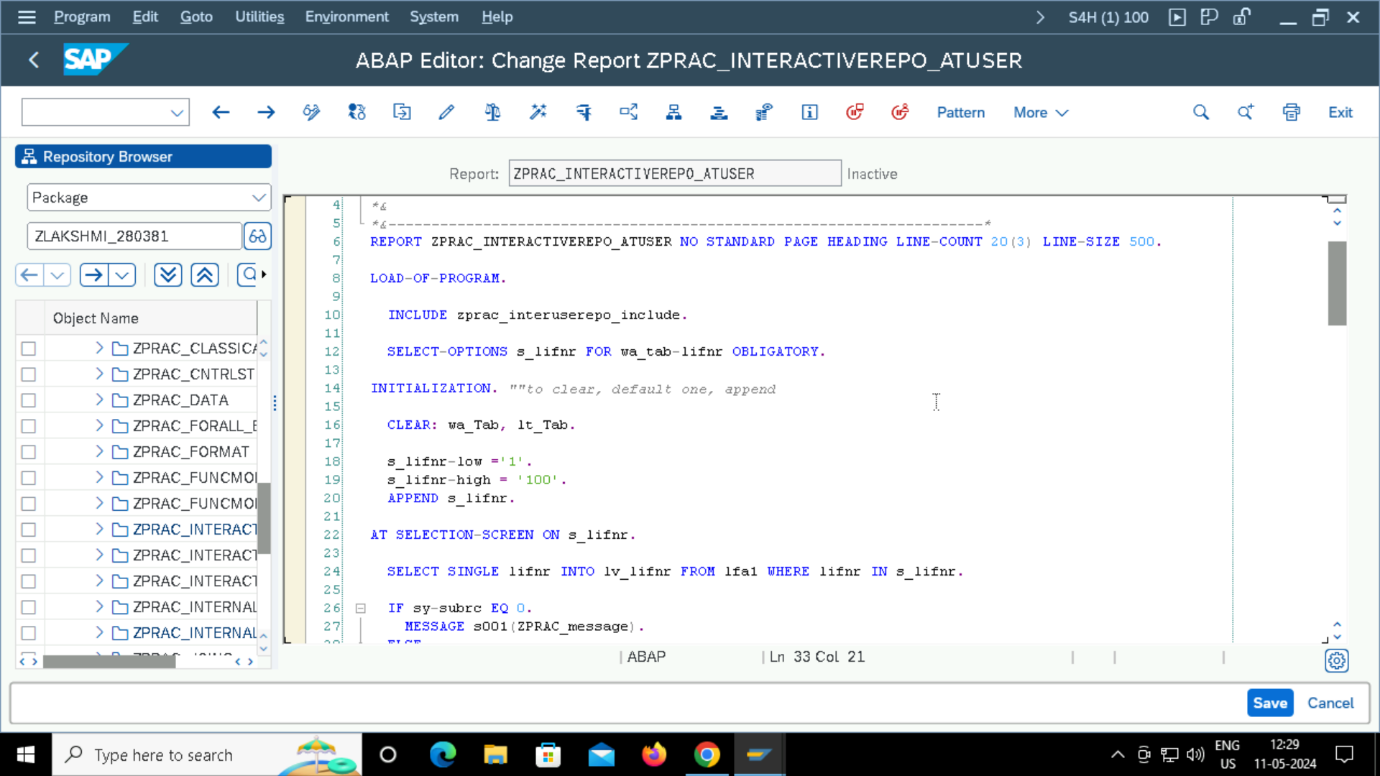 Program Edit Goto Utilities Environment System Help S4H (1) 100
SAP ABAP Editor: Change Report ZPRAC_INTERACTIVEREPO_ATUSER
Pattern More Exit
Repository Browser
Package
ZLAKSHMI_280381
Object Name
ZPRAC_CLASSICA
ZPRAC_CNTRLST
ZPRAC_DATA
ZPRAC_FORALL_E
ZPRAC_FORMAT
ZPRAC_FUNCMOI
ZPRAC_FUNCMOI
ZPRAC_INTERACT
ZPRAC_INTERACT
ZPRAC_INTERACT
ZPRAC_INTERNAL
ZPRAC_INTERNAL
Report: ZPRAC_INTERACTIVEREPO_ATUSER Inactive
4 *&
5 *&---------------------------------------------------------------------*
6 REPORT ZPRAC_INTERACTIVEREPO_ATUSER NO STANDARD PAGE HEADING LINE-COUNT 20(3) LINE-SIZE 500.
7
8 LOAD-OF-PROGRAM.
9
10 INCLUDE zprac_interuserepo_include.
11
12 SELECT-OPTIONS s_lifnr FOR wa_tab-lifnr OBLIGATORY.
13
14 INITIALIZATION. ""to clear, default one, append
15
16 CLEAR: wa_Tab, lt_Tab.
17
18 s_lifnr-low ='1'.
19 s_lifnr-high = '100'.
20 APPEND s_lifnr.
21
22 AT SELECTION-SCREEN ON s_lifnr.
23
24 SELECT SINGLE lifnr INTO lv_lifnr FROM lfa1 WHERE lifnr IN s_lifnr.
25
26 IF sy-subrc EQ 0.
27 MESSAGE s001(ZPRAC_message).
28 ELSE
ABAP Ln 33 Col 21
Save Cancel
Type here to search
ENG
US
12:29
11-05-2024